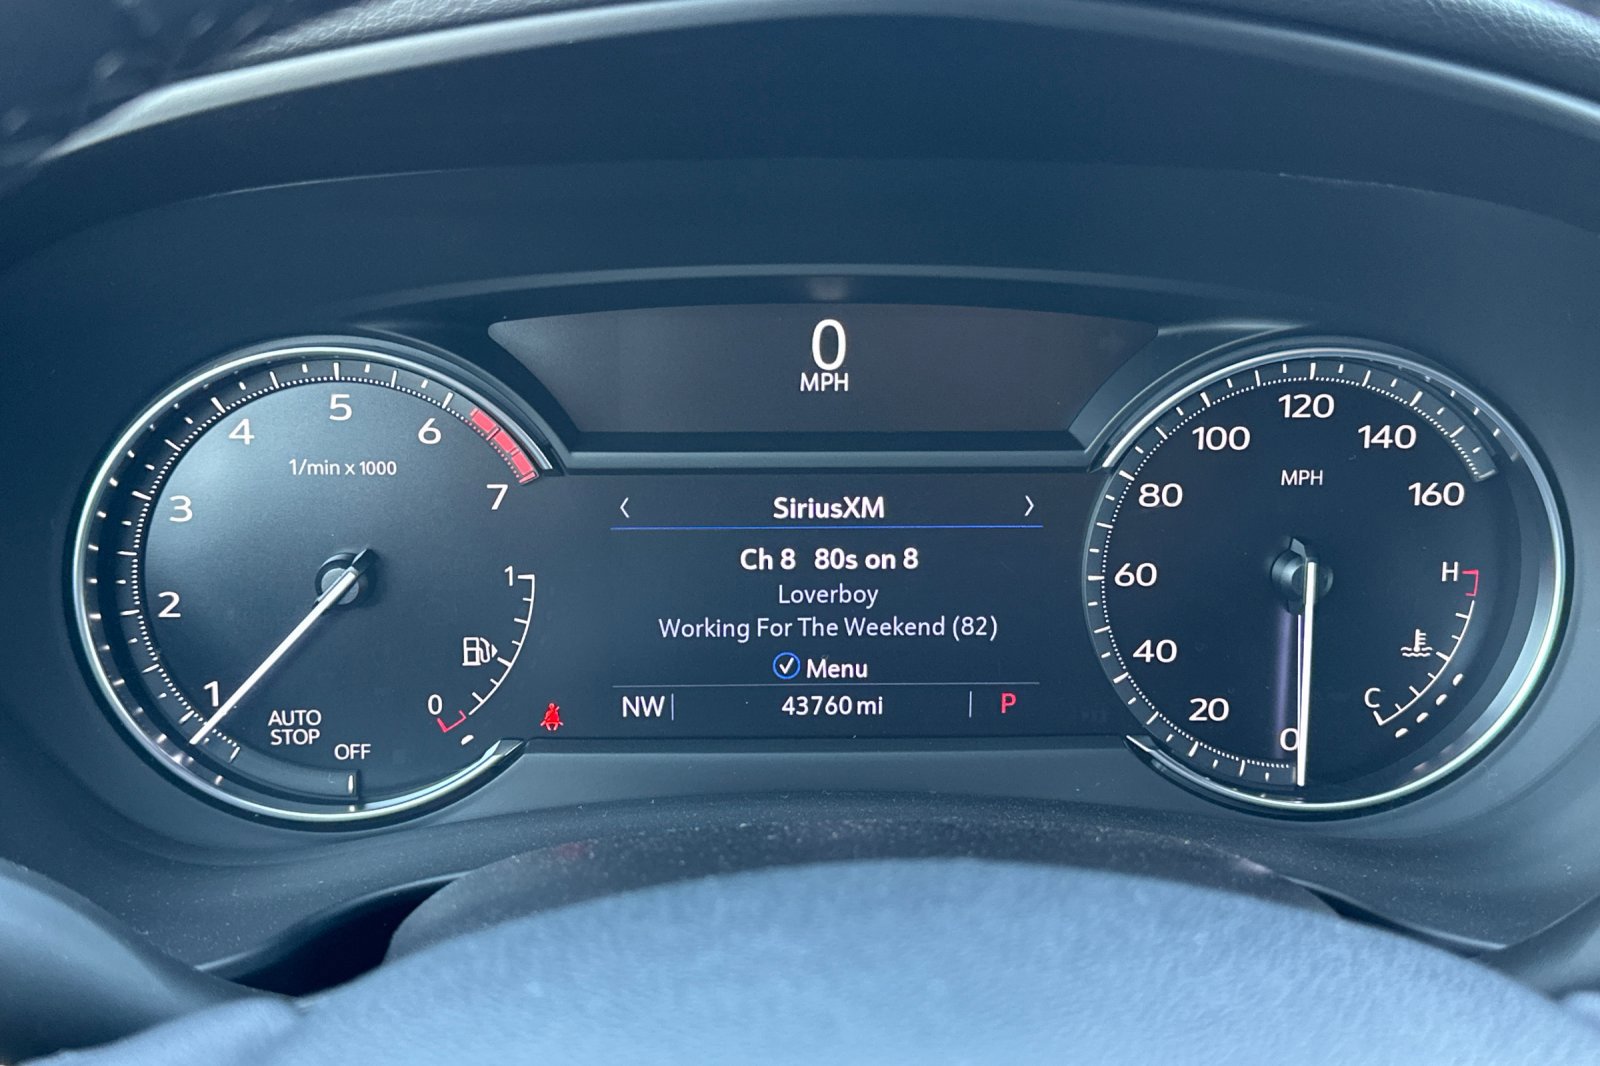 0
MPH
1
2
3
4
5
6
7
1/min x 1000
AUTO
STOP
OFF
1
0
SiriusXM
Ch 8 80s on 8
Loverboy
Working For The Weekend (82)
Menu
NW
43760 mi
P
0
20
40
60
80
100
120
140
160
MPH
H
C